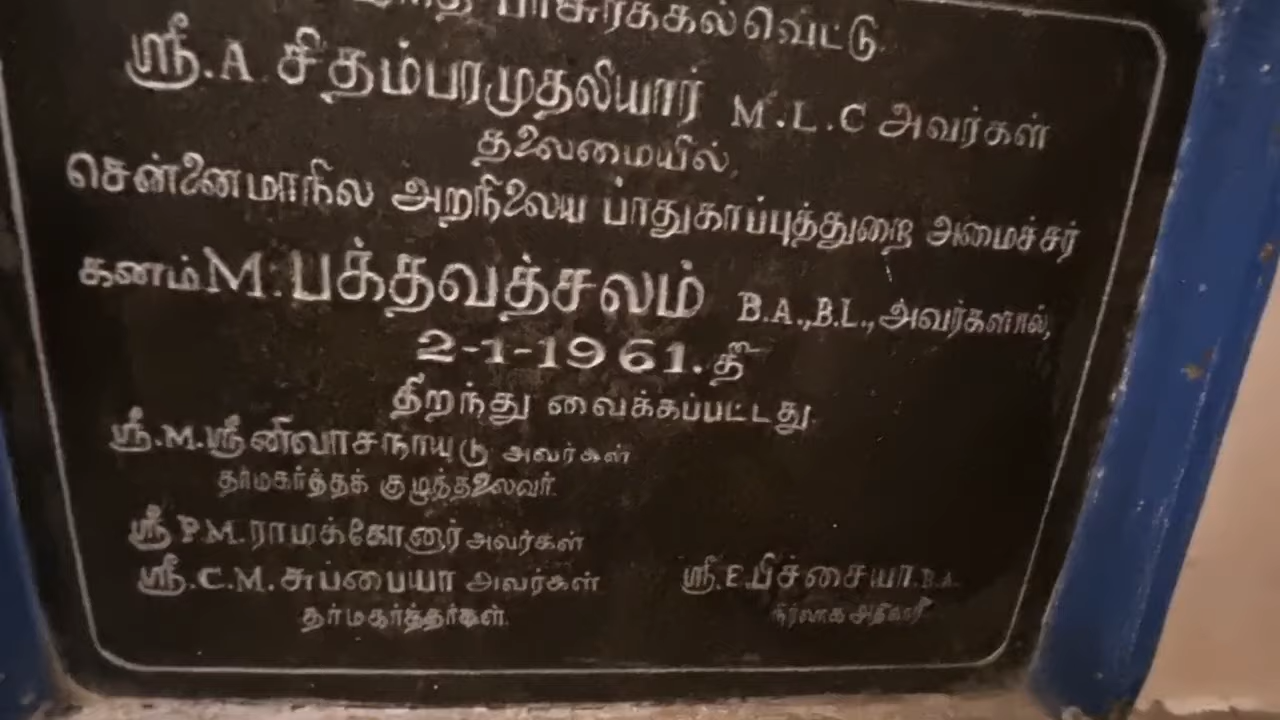 பாசுரக்கல்வெட்டு
ஸ்ரீ.A சிதம்பரமுதலியார் M.L.C அவர்கள்
தலைமையில்,
சென்னைமாநில அறநிலைய பாதுகாப்புத்துறை அமைச்சர்
கனம் M. பக்தவத்சலம் B.A.,B.L., அவர்களால்,
2-1-1961.தீ
திறந்து வைக்கப்பட்டது.
ஸ்ரீ.M.ஸ்ரீனிவாசநாயுடு அவர்கள்
தர்மகர்த்தக் குழுத்தலைவர்.
ஸ்ரீ P.M.ராமக்கோனார் அவர்கள்
ஸ்ரீ.C.M.சுப்பையா அவர்கள்
தர்மகர்த்தர்கள்.
ஸ்ரீ.E.பிச்சையா.B.A.
நிர்வாக அதிகாரி